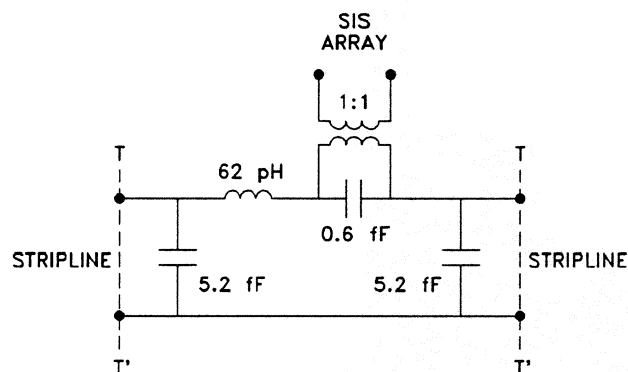 SIS
ARRAY
1:1
T
T
62 pH
0.6 fF
STRIPLINE
STRIPLINE
5.2 fF
5.2 fF
T'
T'